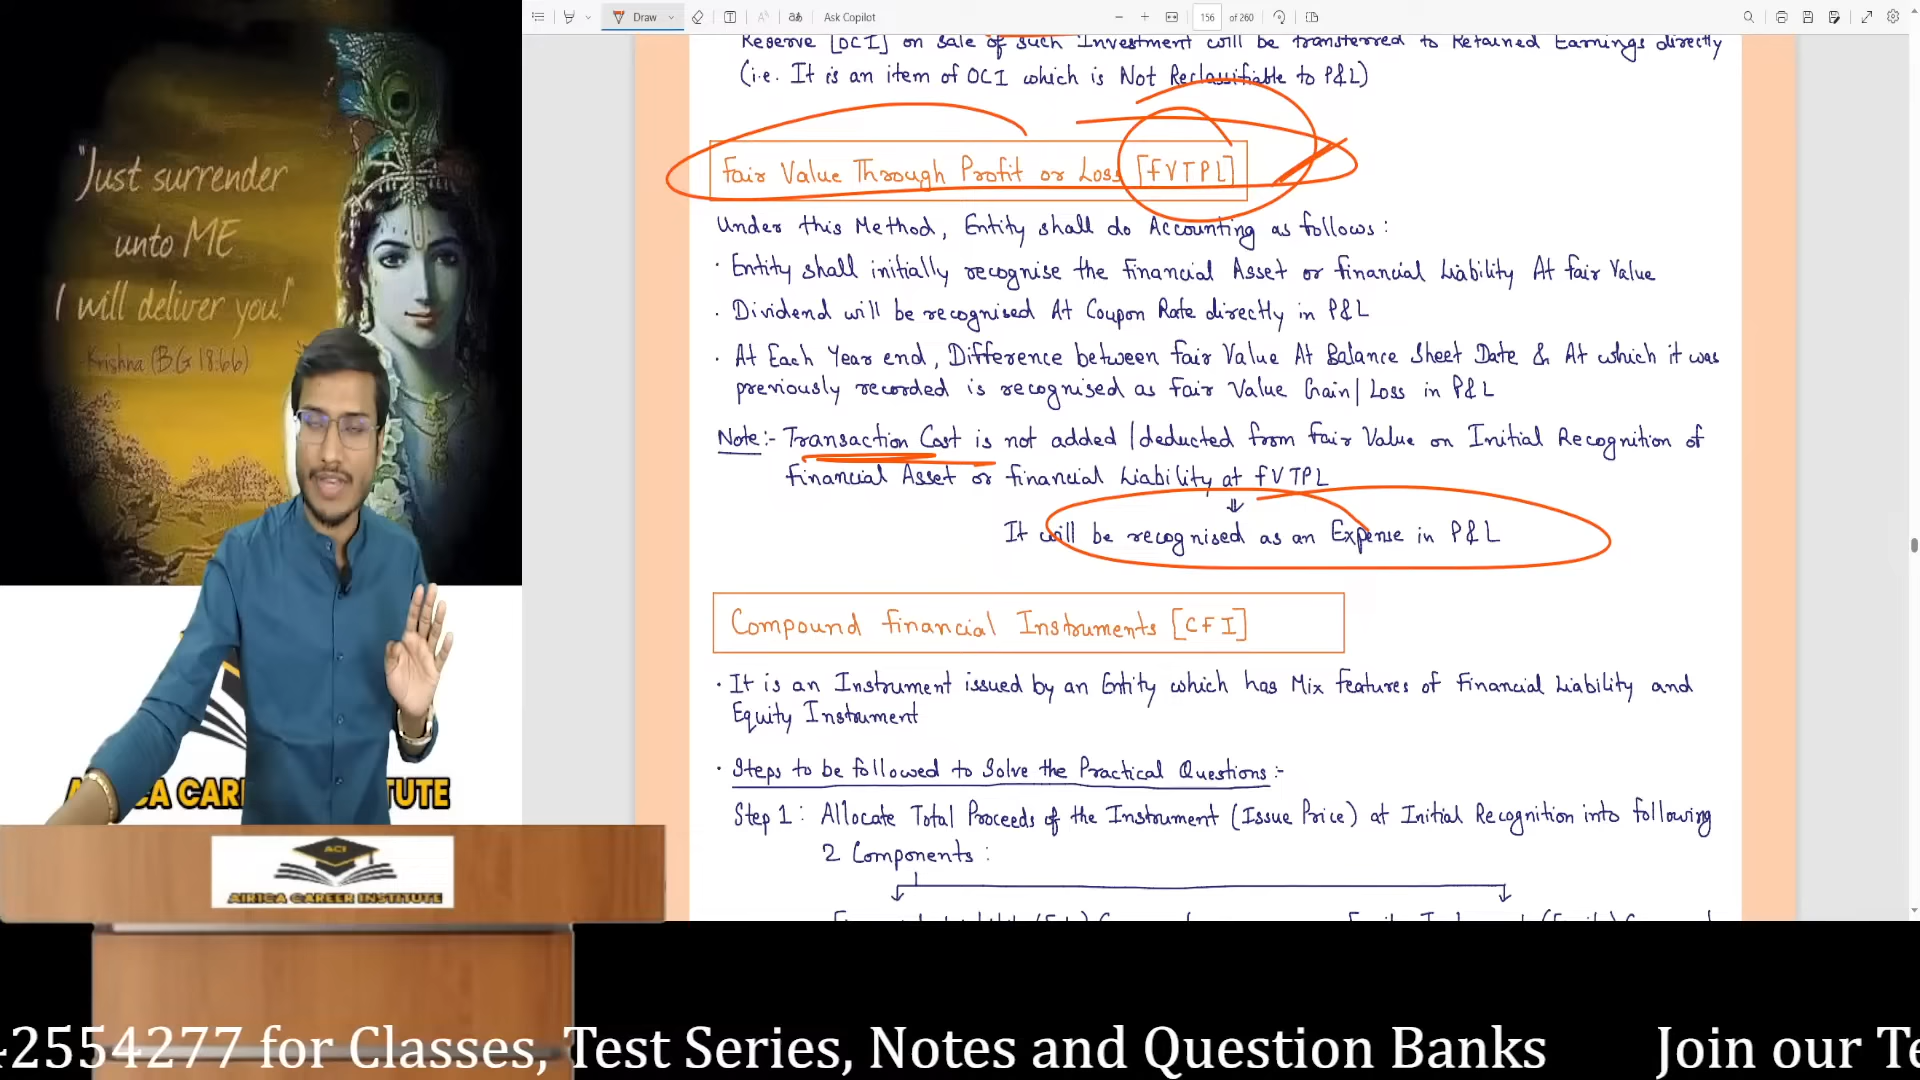 Draw
Ask Copilot
156 of 260
Reserve [OCI] on Sale of such Investment will be transferred to Retained Earnings directly
(i.e. It is an item of OCI which is Not Reclassifiable to P&L)
Fair Value Through Profit or Loss [FVTPL]
Under this Method, Entity shall do Accounting as follows:
· Entity shall initially recognise the Financial Asset or Financial Liability At Fair Value
· Dividend will be recognised At Coupon Rate directly in P&L
· At Each Year end, Difference between Fair Value At Balance Sheet Date & At which it was
previously recorded is recognised as Fair Value Gain/Loss in P&L
Note:- Transaction Cost is not added/deducted from Fair Value on Initial Recognition of
Financial Asset or Financial Liability at FVTPL
It will be recognised as an Expense in P&L
Compound Financial Instruments [CFI]
· It is an Instrument issued by an Entity which has Mix features of Financial Liability and
Equity Instrument
· Steps to be followed to Solve the Practical Questions:-
Step 1: Allocate Total Proceeds of the Instrument (Issue Price) at Initial Recognition into following
2 Components:
"Just surrender
unto ME
I will deliver you!"
Krishna (B.G 18:66)
CAR
TUTE
ACI
AIRICA CAREER INSTITUTE
42554277 for Classes, Test Series, Notes and Question Banks Join our Te